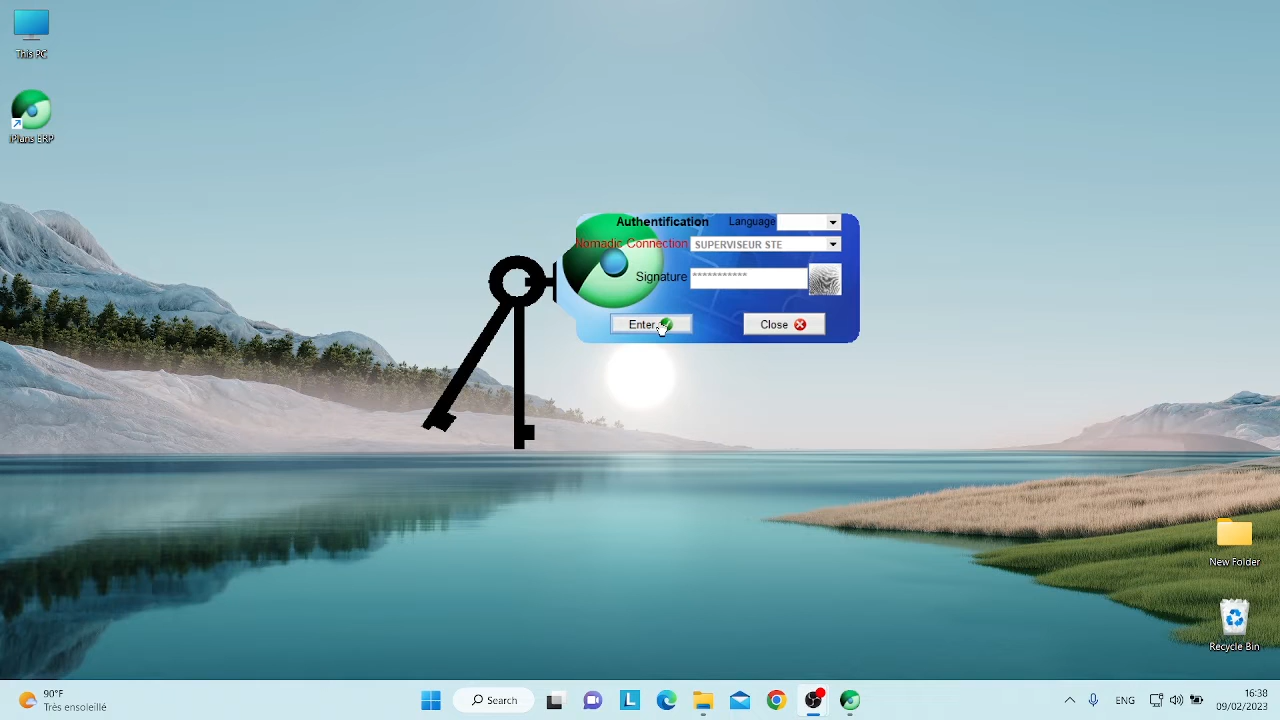 This PC
iPlans ERP
Authentification
Language
Nomadic Connection
SUPERVISEUR STE
Signature
***********
Enter
Close
New Folder
Recycle Bin
90°F
Très ensoleillé
Search
ENG
16:38
09/02/2023